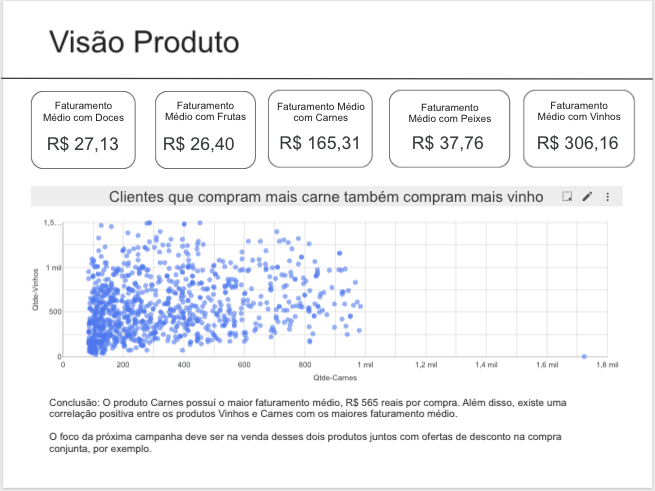 Visão Produto
Faturamento
Médio com Doces
R$ 27,13
Faturamento
Médio com Frutas
R$ 26,40
Faturamento Médio
com Carnes
R$ 165,31
Faturamento
Médio com Peixes
R$ 37,76
Faturamento
Médio com Vinhos
R$ 306,16
Clientes que compram mais carne também compram mais vinho
1,5...
1 mil
500
0
Qtde-Vinhos
0 200 400 600 800 1 mil 1,2 mil 1,4 mil 1,6 mil 1,8 mil
Qtde-Carnes
Conclusão: O produto Carnes possuí o maior faturamento médio, R$ 565 reais por compra. Além disso, existe uma
correlação positiva entre os produtos Vinhos e Carnes com os maiores faturamento médio.
O foco da próxima campanha deve ser na venda desses dois produtos juntos com ofertas de desconto na compra
conjunta, por exemplo.